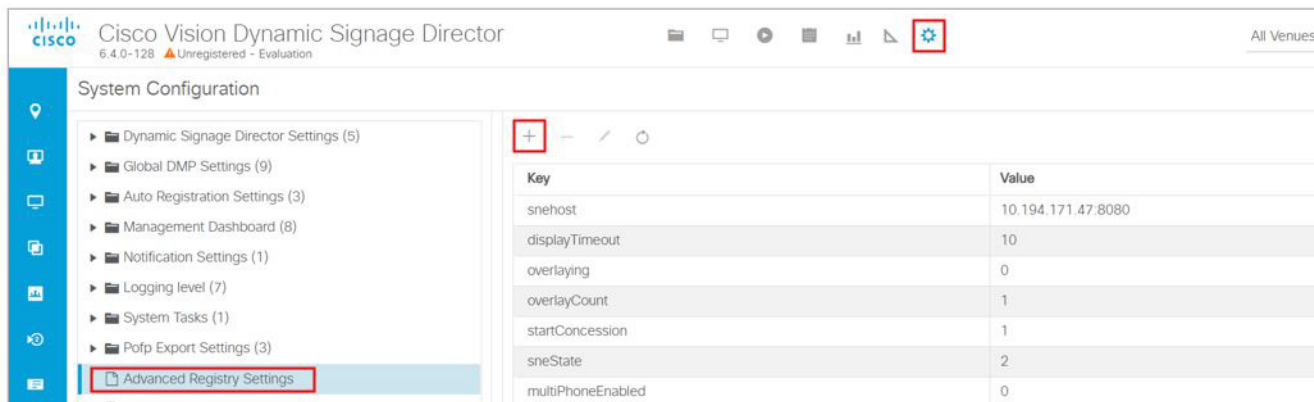 CISCO
Cisco Vision Dynamic Signage Director
6.4.0-128 Unregistered - Evaluation
All Venues
System Configuration
Dynamic Signage Director Settings (5)
Global DMP Settings (9)
Auto Registration Settings (3)
Management Dashboard (8)
Notification Settings (1)
Logging level (7)
System Tasks (1)
Pofp Export Settings (3)
Advanced Registry Settings
Key Value
snehost 10.194.171.47:8080
displayTimeout 10
overlaying 0
overlayCount 1
startConcession 1
sneState 2
multiPhoneEnabled 0